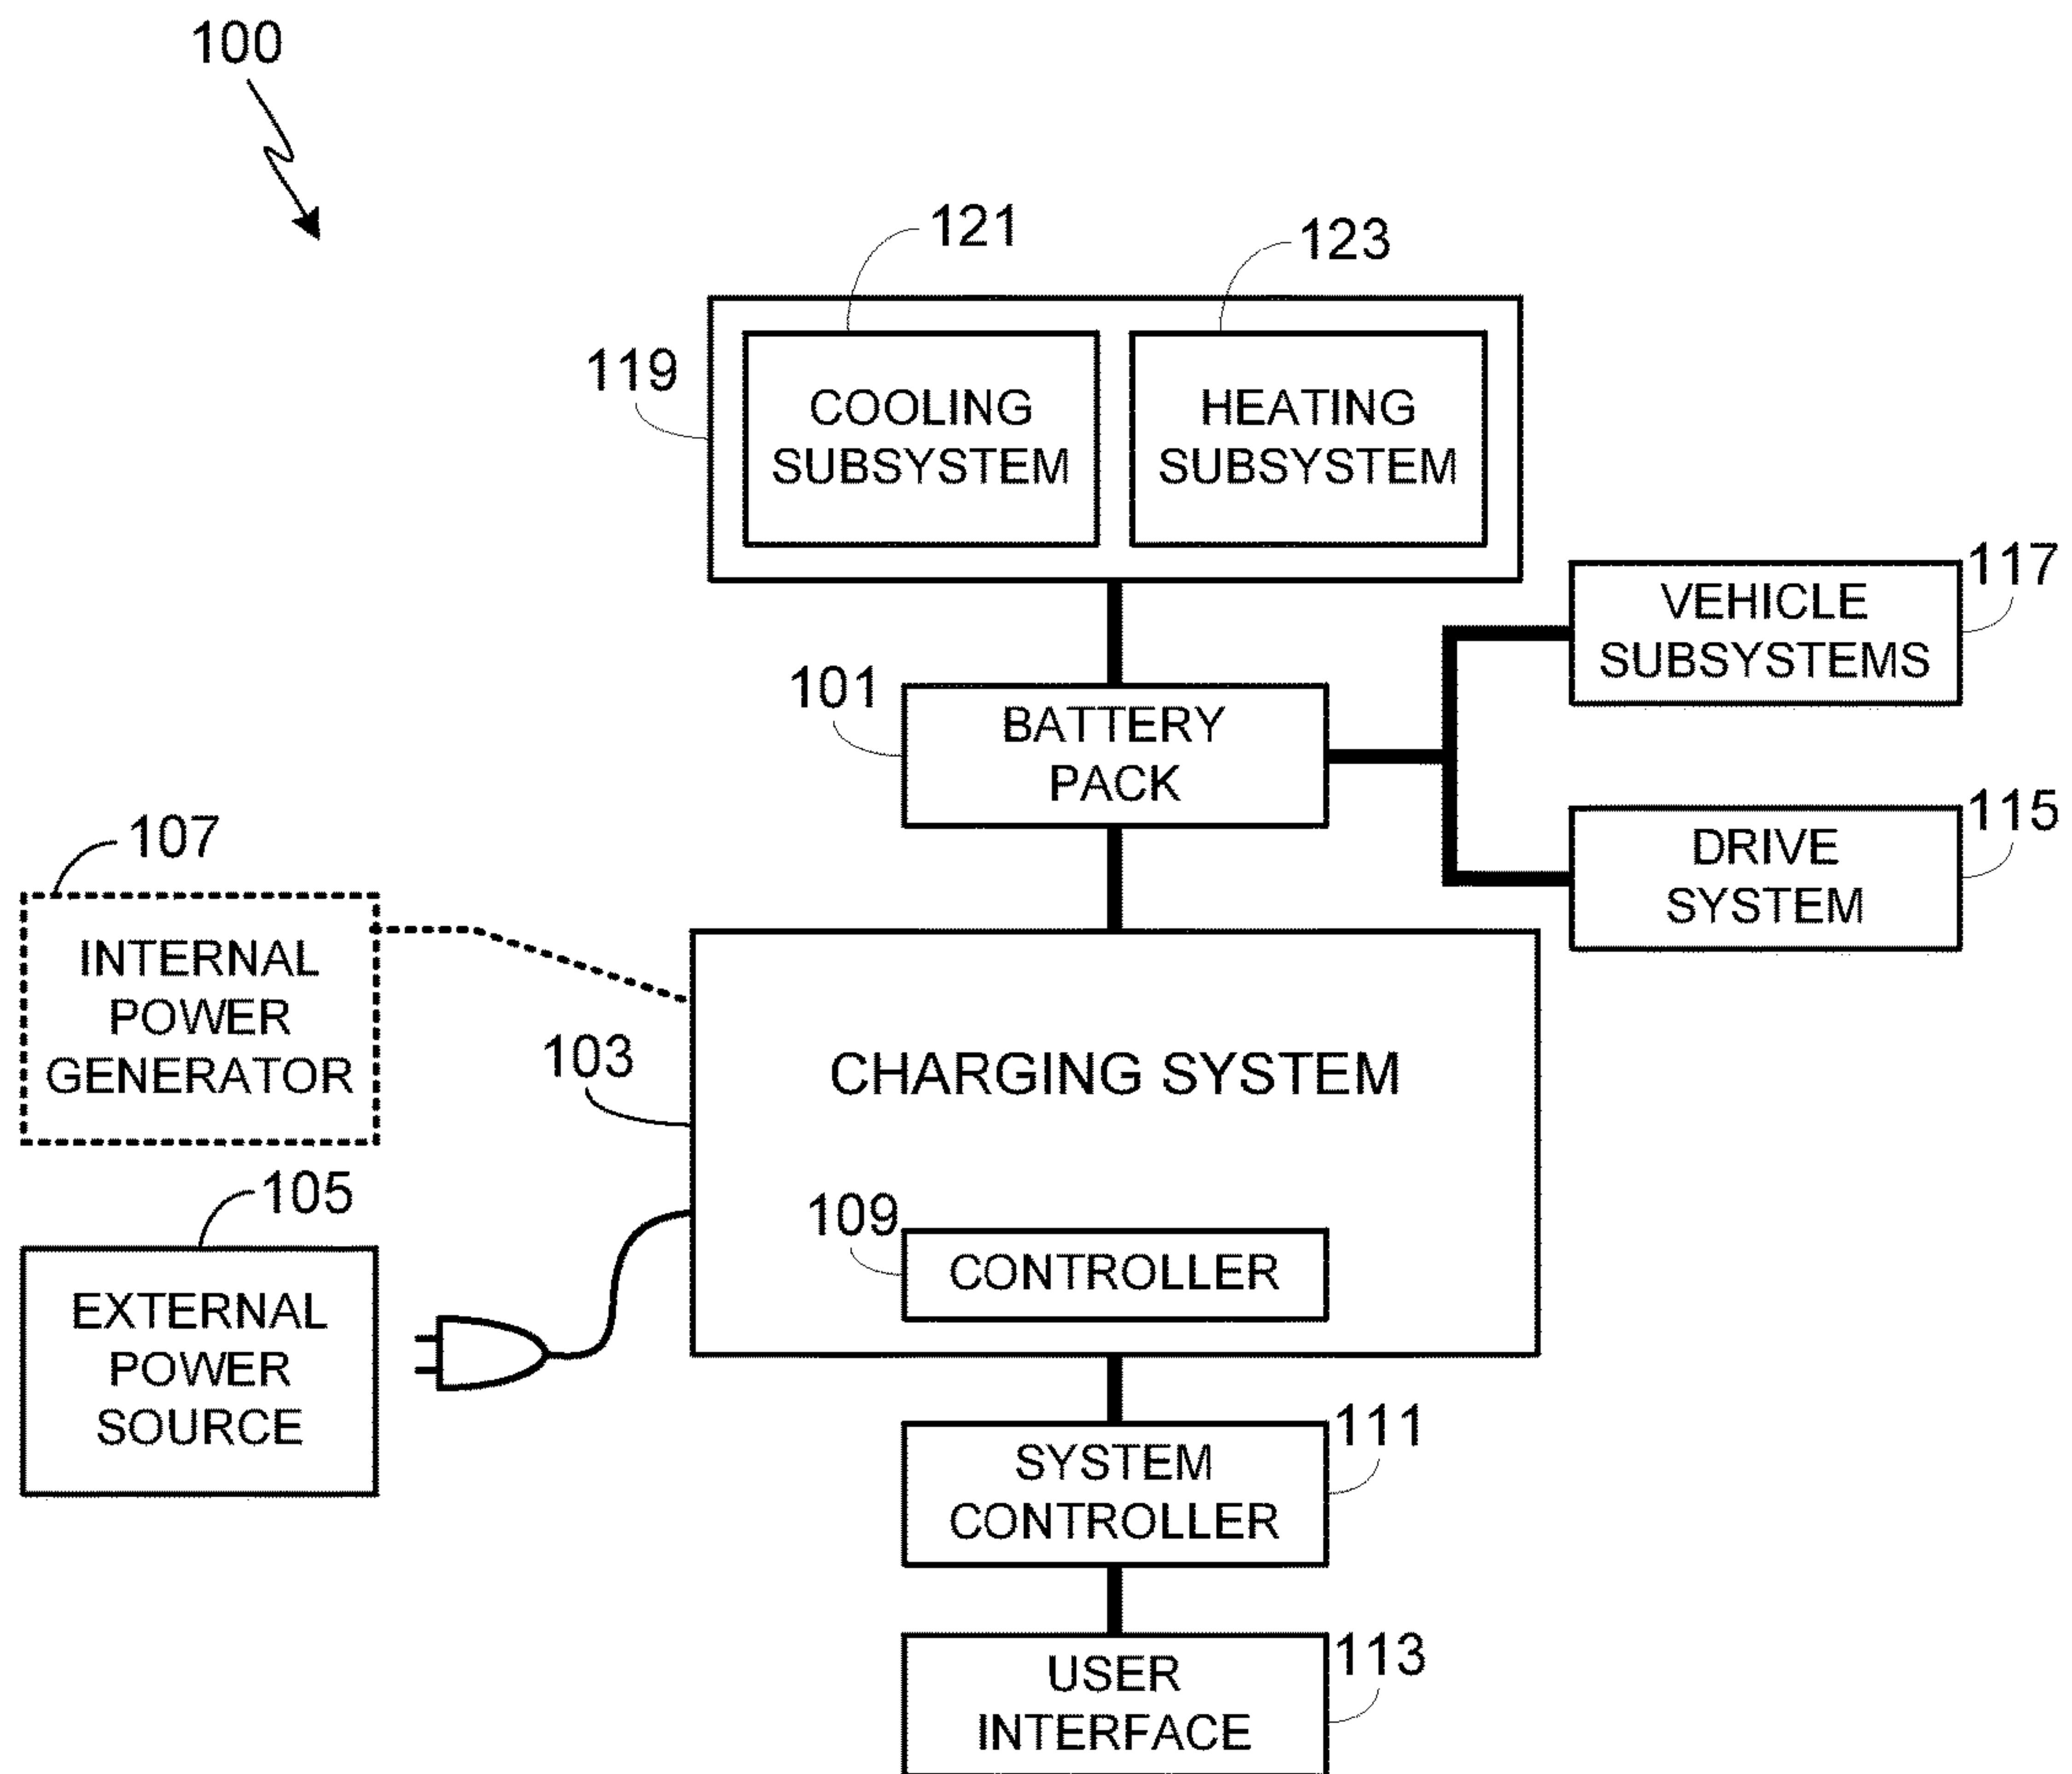 100
121
123
119
COOLING
SUBSYSTEM
HEATING
SUBSYSTEM
117
VEHICLE
SUBSYSTEMS
101
BATTERY
PACK
115
DRIVE
SYSTEM
107
INTERNAL
POWER
GENERATOR
103
CHARGING SYSTEM
105
EXTERNAL
POWER
SOURCE
109
CONTROLLER
111
SYSTEM
CONTROLLER
113
USER
INTERFACE